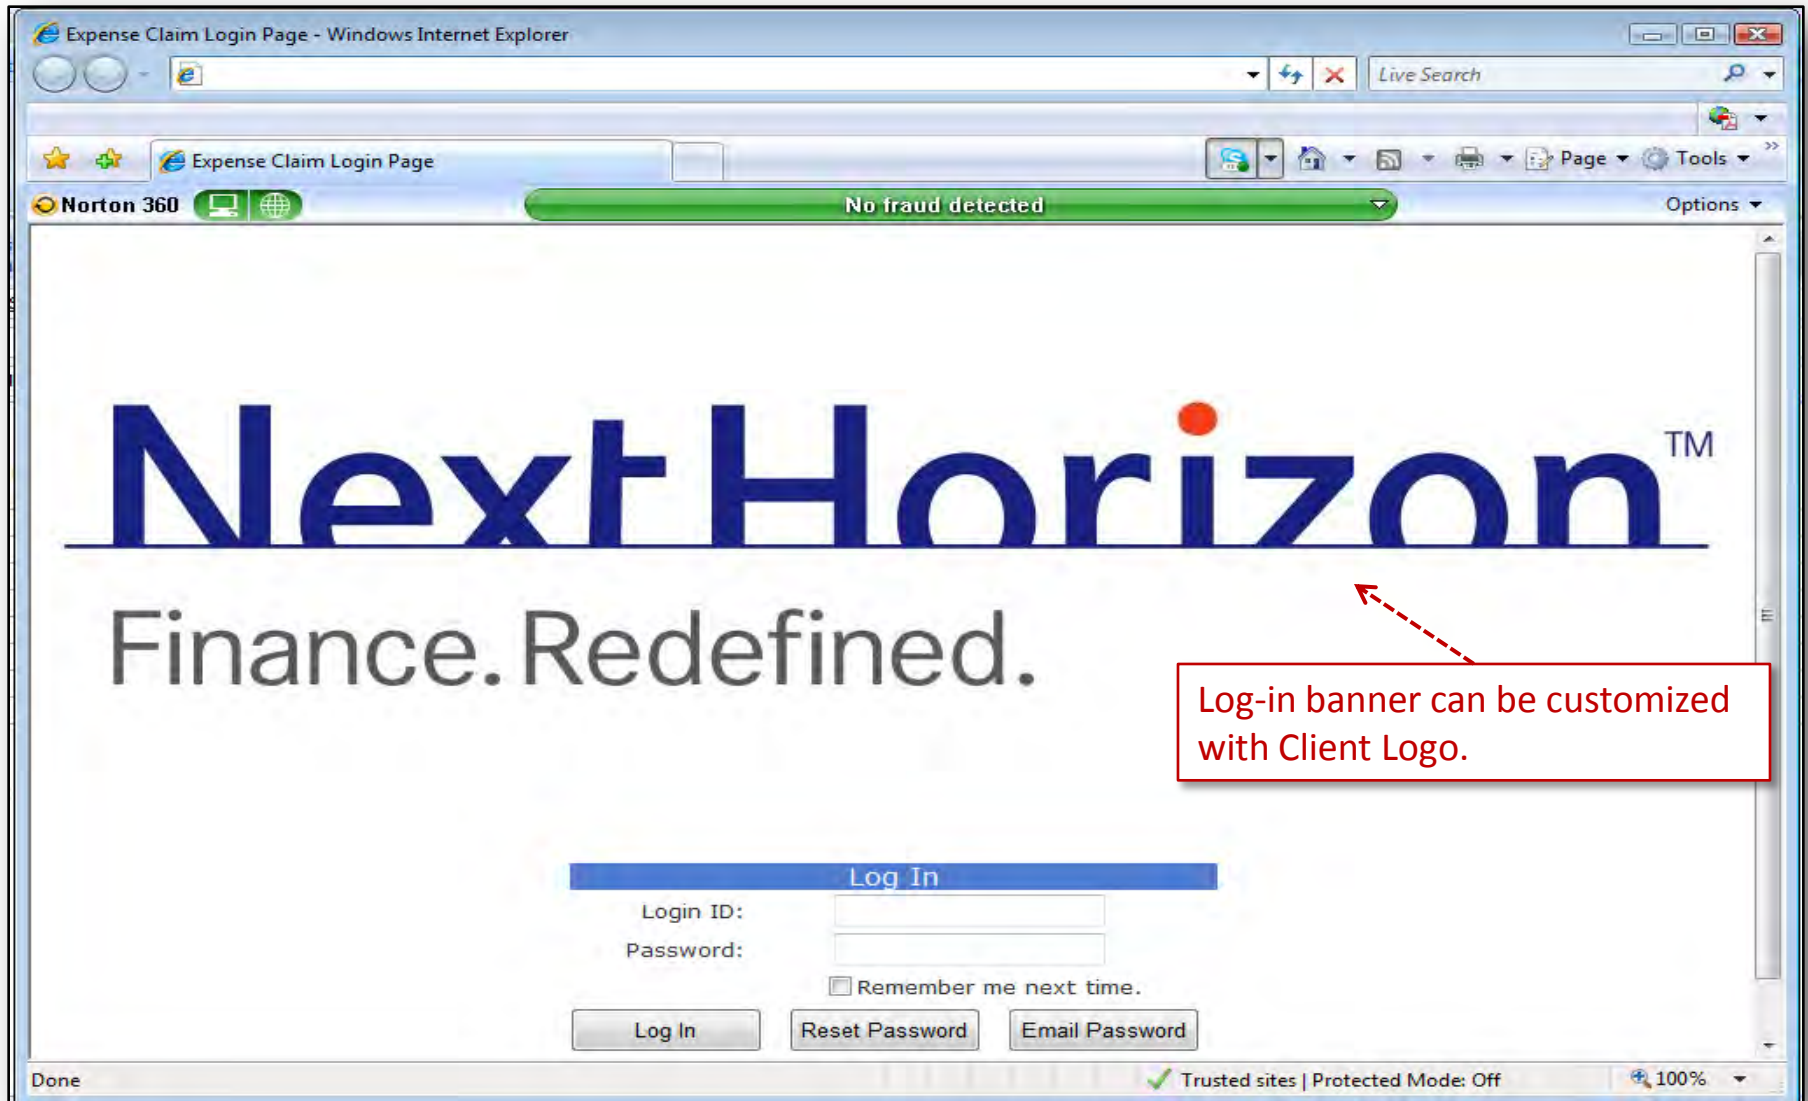 Expense Claim Login Page - Windows Internet Explorer
Live Search
Expense Claim Login Page
Page
Tools
Norton 360
No fraud detected
Options
NextHorizon™
Finance. Redefined.
Log-in banner can be customized
with Client Logo.
Log In
Login ID:
Password:
Remember me next time.
Log In
Reset Password
Email Password
Done
Trusted sites | Protected Mode: Off
100%